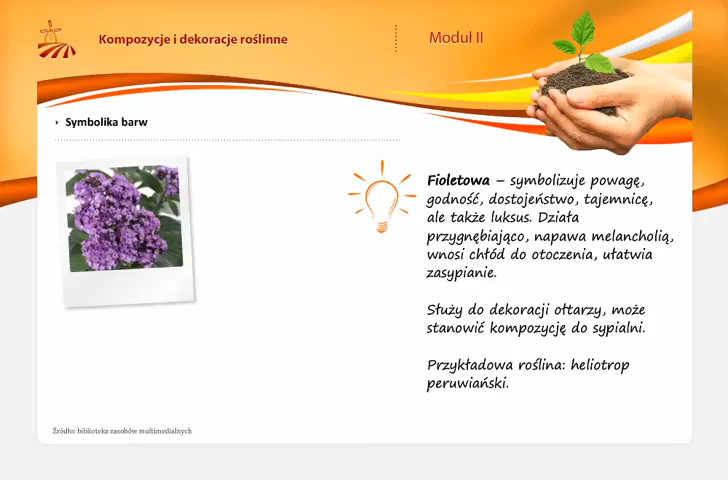 Kompozycje i dekoracje roślinne
Moduł II
Symbolika barw
Fioletowa – symbolizuje powagę,
godność, dostojeństwo, tajemnicę,
ale także luksus. Działa
przygnębiająco, napawa melancholią,
wnosi chłód do otoczenia, ułatwia
zasypianie.
Służy do dekoracji ołtarzy, może
stanowić kompozycję do sypialni.
Przykładowa roślina: heliotrop
peruwiański.
Źródło: biblioteka zasobów multimedialnych